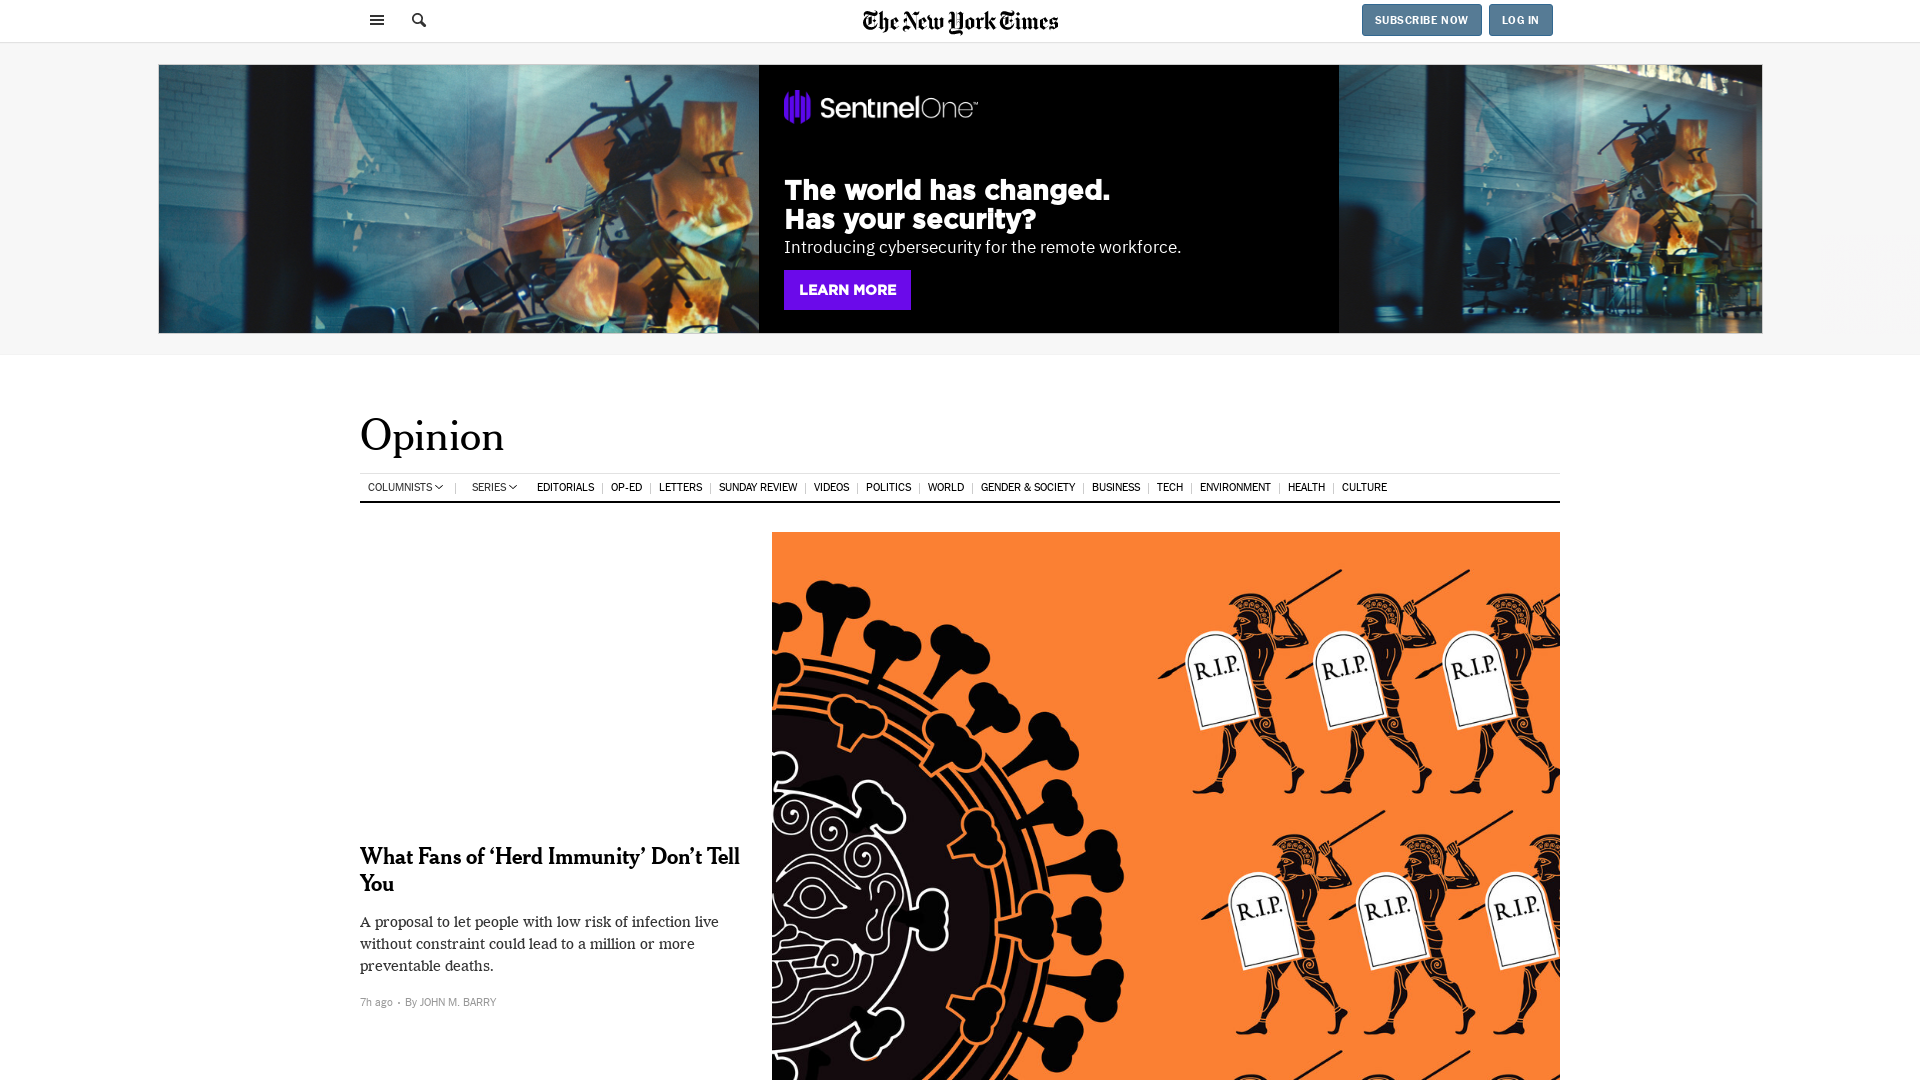 The New York Times
SUBSCRIBE NOW
LOG IN
SentinelOne™
The world has changed.
Has your security?
Introducing cybersecurity for the remote workforce.
LEARN MORE
Opinion
COLUMNISTS SERIES EDITORIALS OP-ED LETTERS SUNDAY REVIEW VIDEOS POLITICS WORLD GENDER & SOCIETY BUSINESS TECH ENVIRONMENT HEALTH CULTURE
R.I.P. R.I.P. R.I.P.
What Fans of ‘Herd Immunity’ Don’t Tell
You
R.I.P. R.I.P. R.I.P.
A proposal to let people with low risk of infection live
without constraint could lead to a million or more
preventable deaths.
7h ago • By JOHN M. BARRY